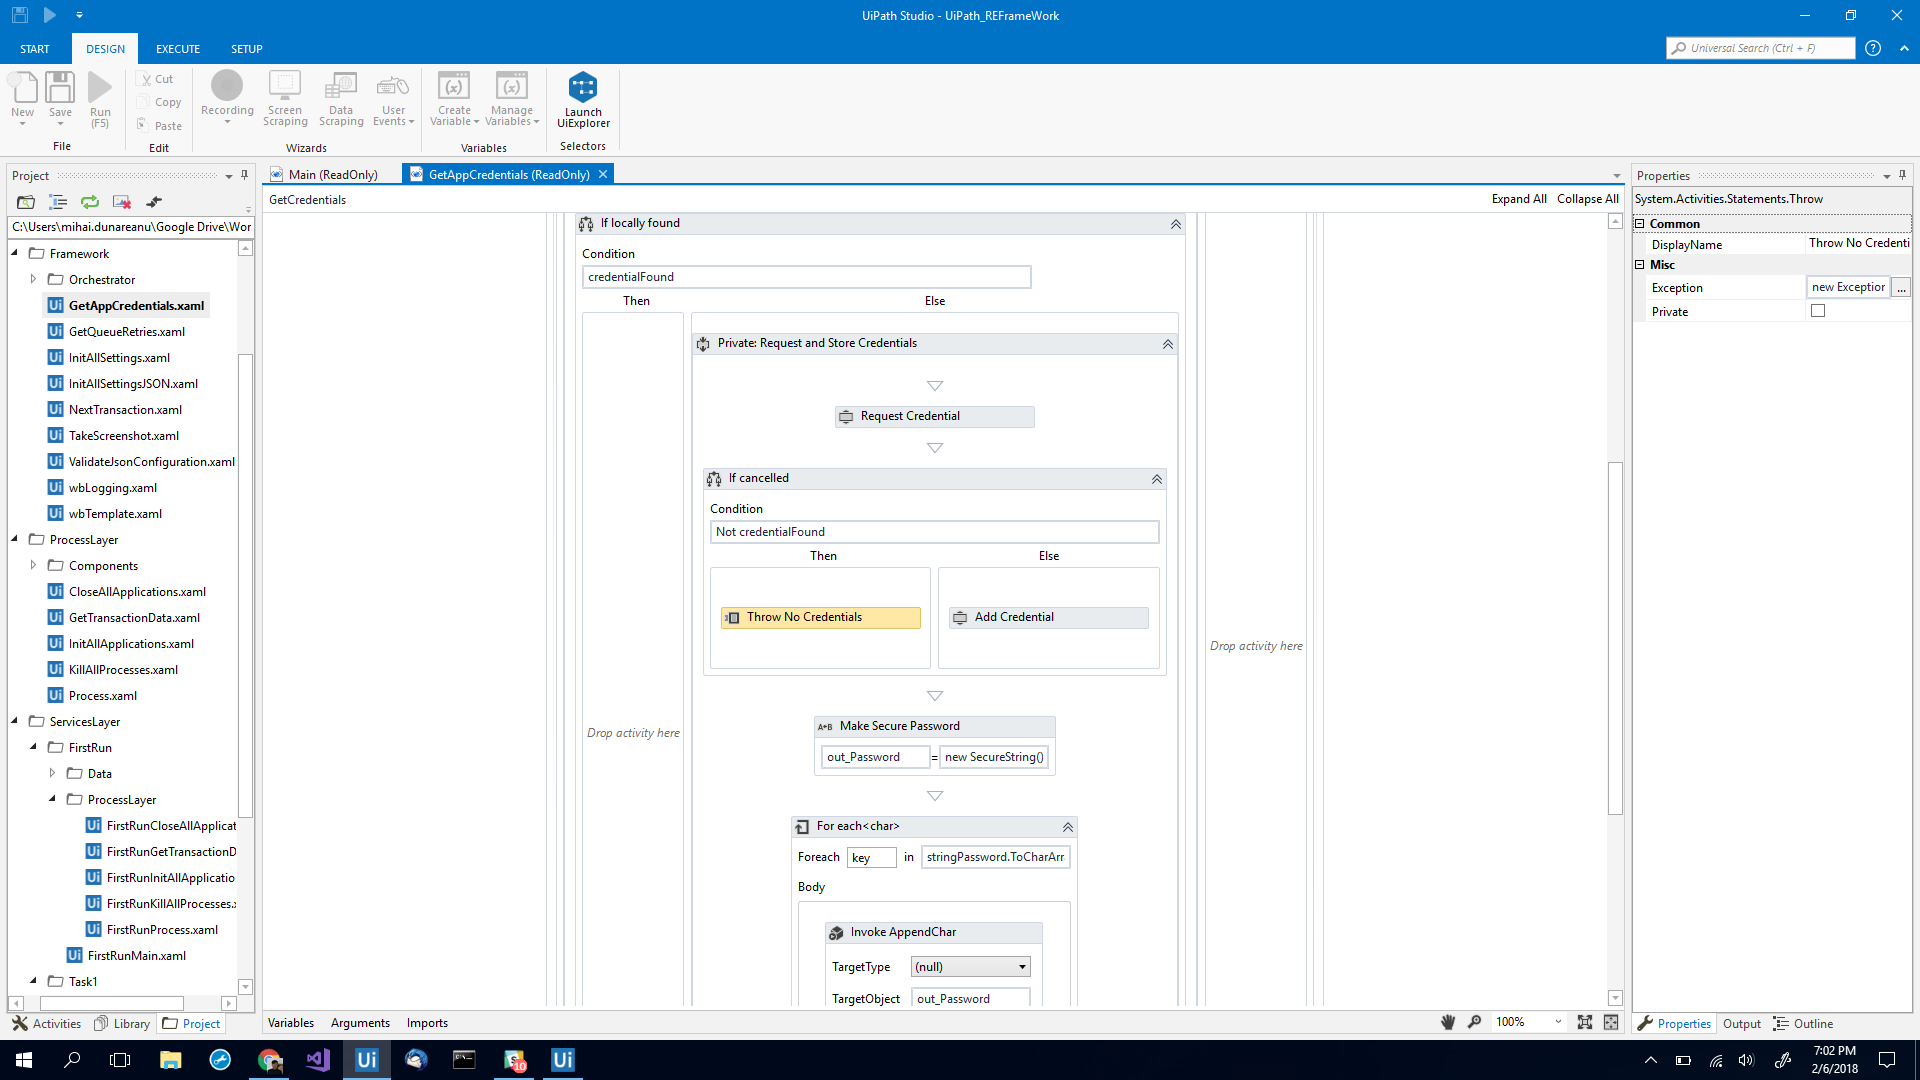 UiPath Studio - UiPath_REFrameWork
START
DESIGN
EXECUTE
SETUP
Universal Search (Ctrl + F)
New
Save
Run
(F5)
Cut
Copy
Paste
Recording
Screen
Scraping
Data
Scraping
User
Events
Create
Variable
Manage
Variables
Launch
UiExplorer
File
Edit
Wizards
Variables
Selectors
Project
C:\Users\mihai.dunareanu\Google Drive\Wor
Framework
Orchestrator
GetAppCredentials.xaml
GetQueueRetries.xaml
InitAllSettings.xaml
InitAllSettingsJSON.xaml
NextTransaction.xaml
TakeScreenshot.xaml
ValidateJsonConfiguration.xaml
wbLogging.xaml
wbTemplate.xaml
ProcessLayer
Components
CloseAllApplications.xaml
GetTransactionData.xaml
InitAllApplications.xaml
KillAllProcesses.xaml
Process.xaml
ServicesLayer
FirstRun
Data
ProcessLayer
FirstRunCloseAllApplicat
FirstRunGetTransactionD
FirstRunInitAllApplicatio
FirstRunKillAllProcesses.x
FirstRunProcess.xaml
FirstRunMain.xaml
Task1
Activities
Library
Project
Main (ReadOnly)
GetAppCredentials (ReadOnly)
GetCredentials
Expand All
Collapse All
If locally found
Condition
credentialFound
Then
Else
Private: Request and Store Credentials
Request Credential
If cancelled
Condition
Not credentialFound
Then
Else
Throw No Credentials
Add Credential
Drop activity here
Drop activity here
Make Secure Password
A+B
out_Password
=
new SecureString()
For each<char>
Foreach
key
in
stringPassword.ToCharArr
Body
Invoke AppendChar
TargetType
(null)
TargetObject
out_Password
Variables
Arguments
Imports
100%
Properties
System.Activities.Statements.Throw
Common
DisplayName
Throw No Credenti
Misc
Exception
new Exception
...
Private
Properties
Output
Outline
Ui
Ui
10
7:02 PM
2/6/2018